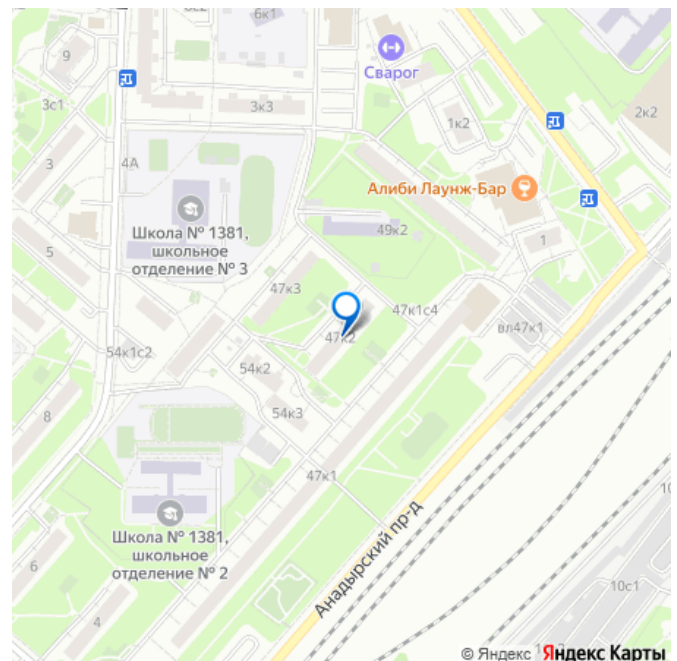 6к1
9
Сварог
3с1
3к3
1к2
2к2
3
4А
Алиби Лаунж-Бар
Школа № 1381,
школьное
отделение № 3
49к2
1
5
47к3
47к1с4
вл47к1
47к2
54к1с2
54к2
54к3
8
47к1
Школа № 1381,
школьное
отделение № 2
Анадырский пр-д
6
10с1
4
© Яндекс Яндекс Карты